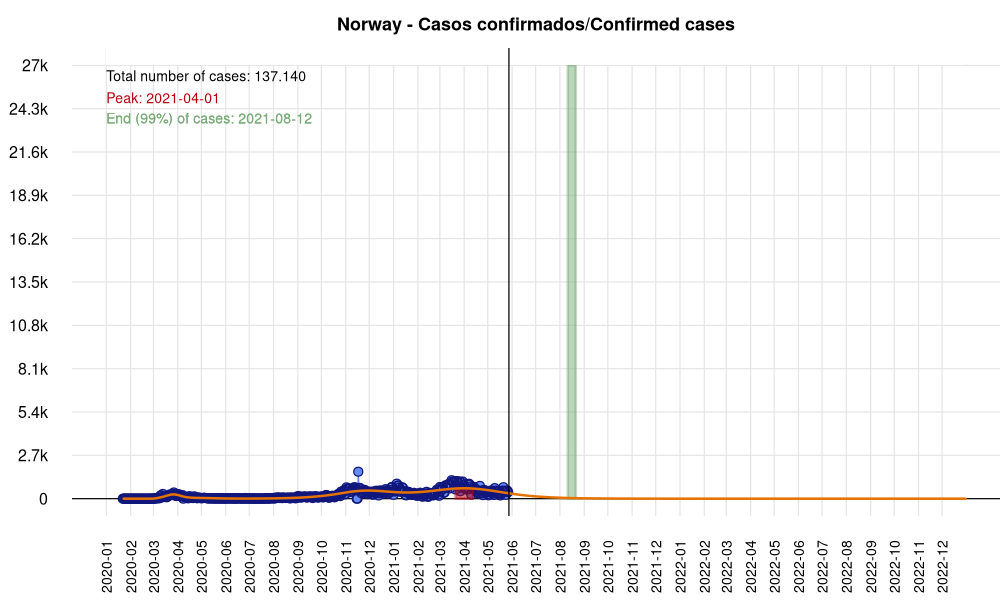 Norway - Casos confirmados/Confirmed cases
Total number of cases: 137.140
Peak: 2021-04-01
End (99%) of cases: 2021-08-12
27k
24.3k
21.6k
18.9k
16.2k
13.5k
10.8k
8.1k
5.4k
2.7k
0
2020-01
2020-02
2020-03
2020-04
2020-05
2020-06
2020-07
2020-08
2020-09
2020-10
2020-11
2020-12
2021-01
2021-02
2021-03
2021-04
2021-05
2021-06
2021-07
2021-08
2021-09
2021-10
2021-11
2021-12
2022-01
2022-02
2022-03
2022-04
2022-05
2022-06
2022-07
2022-08
2022-09
2022-10
2022-11
2022-12